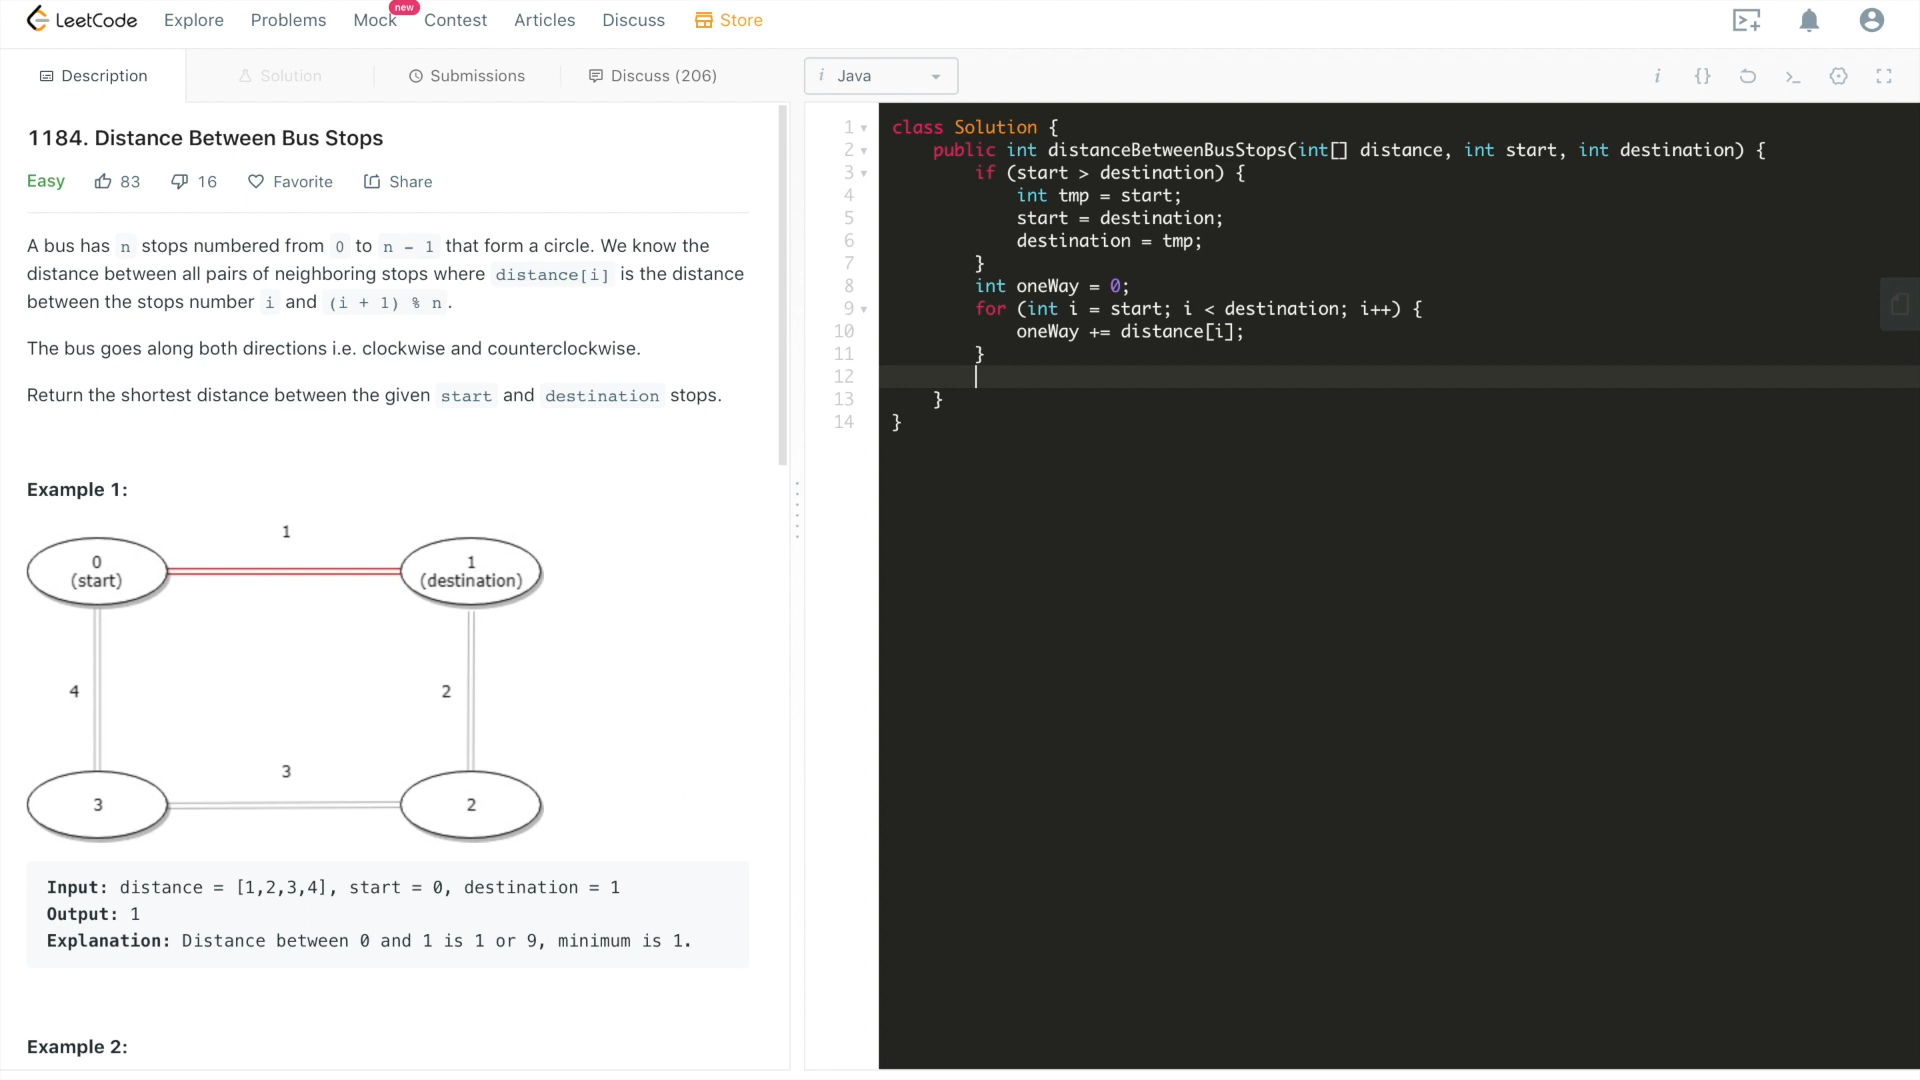 LeetCode Explore Problems Mock new Contest Articles Discuss Store
Description Solution Submissions Discuss (206)
i Java
i {}
1184. Distance Between Bus Stops
Easy 83 16 Favorite Share
A bus has n stops numbered from 0 to n - 1 that form a circle. We know the
distance between all pairs of neighboring stops where distance[i] is the distance
between the stops number i and (i + 1) % n.
The bus goes along both directions i.e. clockwise and counterclockwise.
Return the shortest distance between the given start and destination stops.
Example 1:
1
0
(start)
1
(destination)
4
2
3
3
2
Input: distance = [1,2,3,4], start = 0, destination = 1
Output: 1
Explanation: Distance between 0 and 1 is 1 or 9, minimum is 1.
Example 2:
1 class Solution {
2 public int distanceBetweenBusStops(int[] distance, int start, int destination) {
3 if (start > destination) {
4 int tmp = start;
5 start = destination;
6 destination = tmp;
7 }
8 int oneWay = 0;
9 for (int i = start; i < destination; i++) {
10 oneWay += distance[i];
11 }
12
13 }
14 }